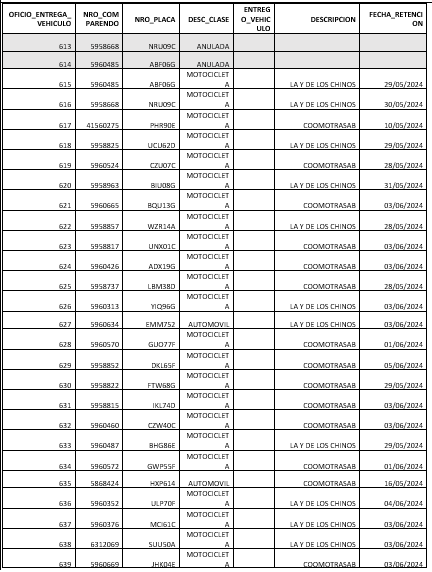 OFICIO_ENTREGA_VEHICULO NRO_COMPARENDO NRO_PLACA DESC_CLASE ENTREGO_VEHICULO DESCRIPCION FECHA_RETENCION
613 5958668 NRU09C ANULADA
614 5960485 ABF06G ANULADA
615 5960485 ABF06G MOTOCICLETA LA Y DE LOS CHINOS 29/05/2024
616 5958668 NRU09C MOTOCICLETA LA Y DE LOS CHINOS 30/05/2024
617 41560275 PHR90E MOTOCICLETA COOMOTRASAB 10/05/2024
618 5958825 UCU62D MOTOCICLETA LA Y DE LOS CHINOS 29/05/2024
619 5960524 CZU07C MOTOCICLETA COOMOTRASAB 28/05/2024
620 5958963 BIU08G MOTOCICLETA LA Y DE LOS CHINOS 31/05/2024
621 5960665 BQU13G MOTOCICLETA COOMOTRASAB 03/06/2024
622 5958857 WZR14A MOTOCICLETA LA Y DE LOS CHINOS 28/05/2024
623 5958817 UNX01C MOTOCICLETA COOMOTRASAB 03/06/2024
624 5960426 ADX19G MOTOCICLETA COOMOTRASAB 03/06/2024
625 5958737 LBM38D MOTOCICLETA COOMOTRASAB 28/05/2024
626 5960313 YIQ96G MOTOCICLETA LA Y DE LOS CHINOS 03/06/2024
627 5960634 EMM752 AUTOMOVIL LA Y DE LOS CHINOS 03/06/2024
628 5960570 GUO77F MOTOCICLETA COOMOTRASAB 01/06/2024
629 5958852 DKL65F MOTOCICLETA COOMOTRASAB 05/06/2024
630 5958822 FTW68G MOTOCICLETA COOMOTRASAB 29/05/2024
631 5958815 IKL74D MOTOCICLETA COOMOTRASAB 03/06/2024
632 5960460 CZW40C MOTOCICLETA COOMOTRASAB 03/06/2024
633 5960487 BHG86E MOTOCICLETA LA Y DE LOS CHINOS 29/05/2024
634 5960572 GWP55F MOTOCICLETA COOMOTRASAB 01/06/2024
635 5868424 HXP614 AUTOMOVIL COOMOTRASAB 16/05/2024
636 5960352 ULP70F MOTOCICLETA LA Y DE LOS CHINOS 04/06/2024
637 5960376 MCI61C MOTOCICLETA LA Y DE LOS CHINOS 03/06/2024
638 6312069 SUU50A MOTOCICLETA LA Y DE LOS CHINOS 03/06/2024
639 5960669 JHK04E MOTOCICLETA COOMOTRASAB 03/06/2024